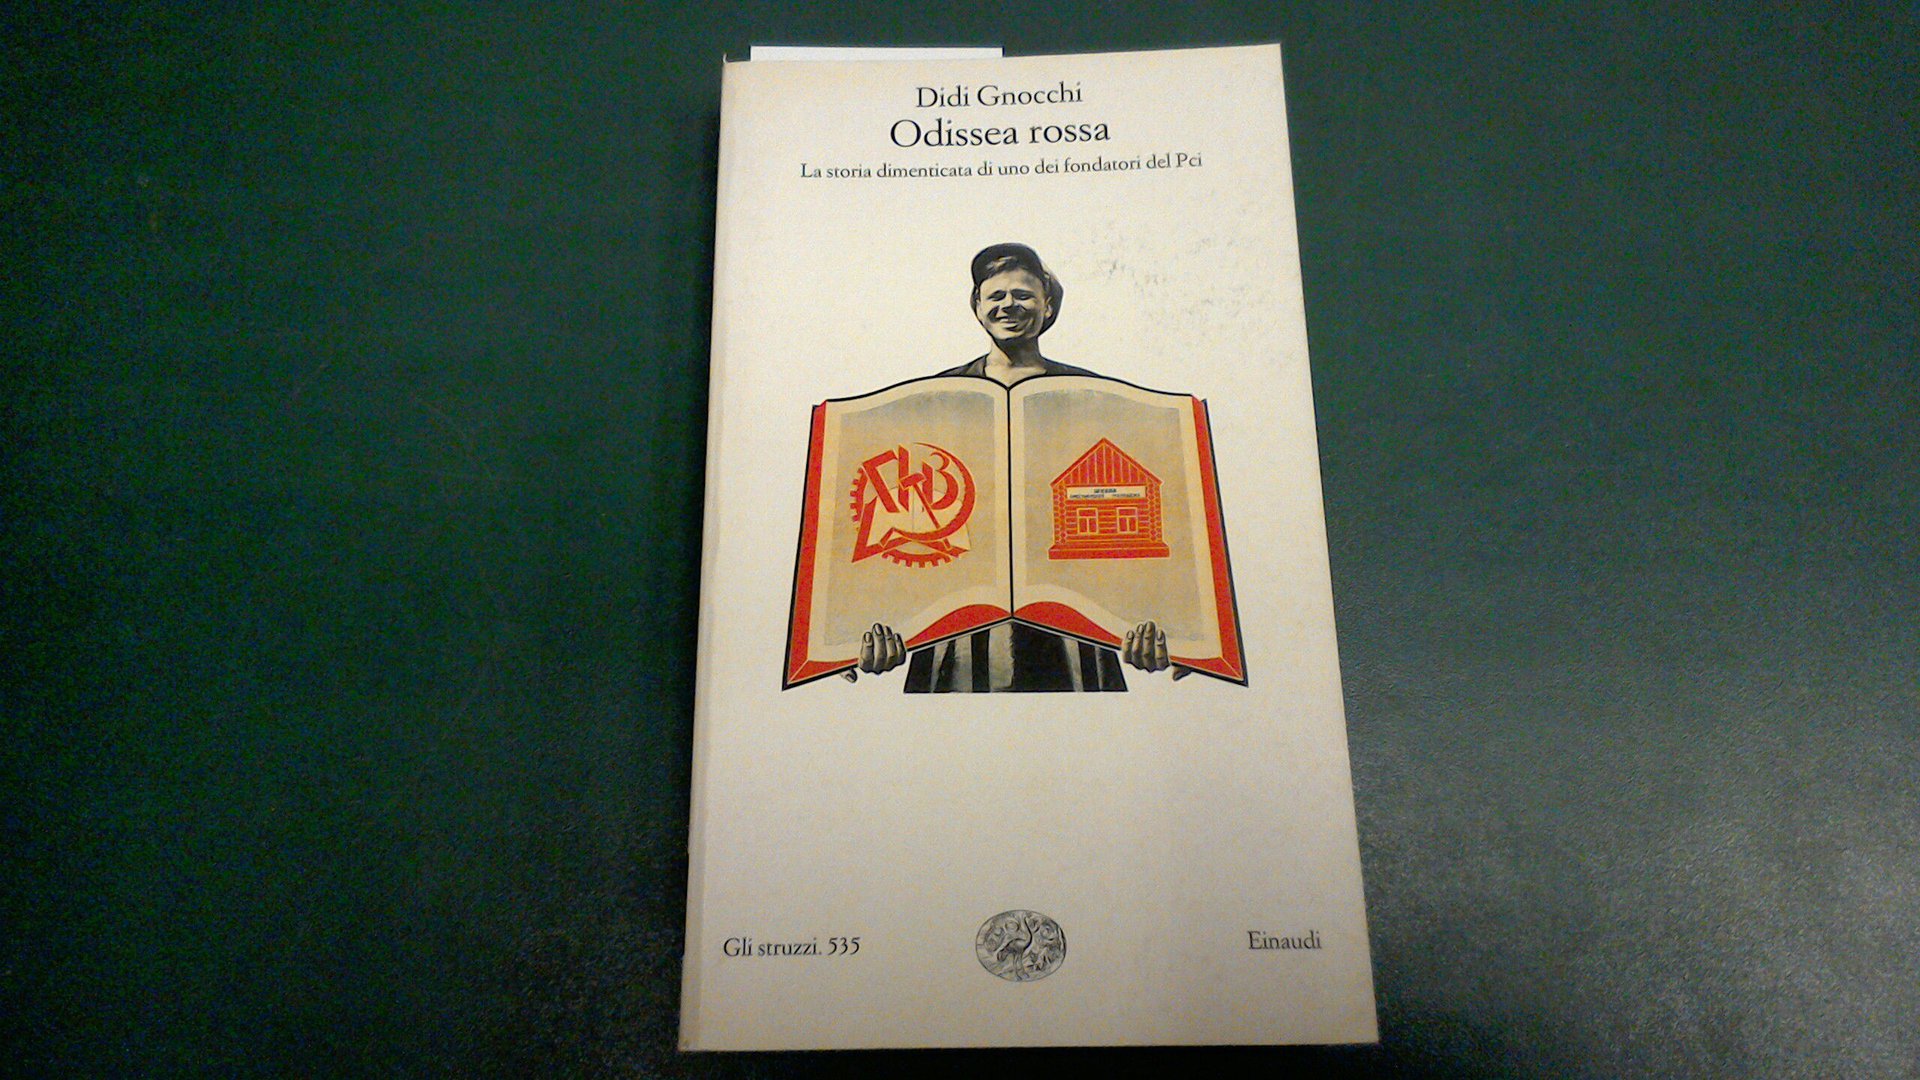 Didi Gnocchi
Odissea rossa
La storia dimenticata di uno dei fondatori del Pci
Gli struzzi. 535
Einaudi